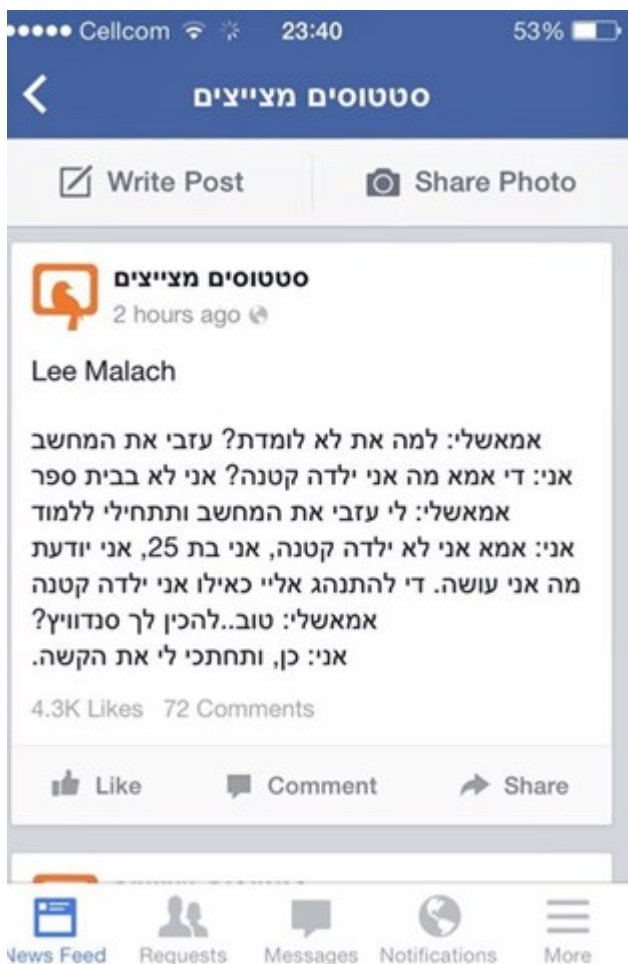 Cellcom 23:40 53%
סטטוסים מצייצים
Write Post Share Photo
סטטוסים מצייצים
2 hours ago
Lee Malach
אמאשלי: למה את לא לומדת? עזבי את המחשב
אני: די אמא מה אני ילדה קטנה? אני לא בבית ספר
אמאשלי: לי עזבי את המחשב ותתחילי ללמוד
אני: אמא אני לא ילדה קטנה, אני בת 25, אני יודעת
מה אני עושה. די להתנהג אליי כאילו אני ילדה קטנה
אמאשלי: טוב..להכין לך סנדוויץ?
אני: כן, ותחתכי לי את הקשה.
4.3K Likes 72 Comments
Like Comment Share
News Feed Requests Messages Notifications More